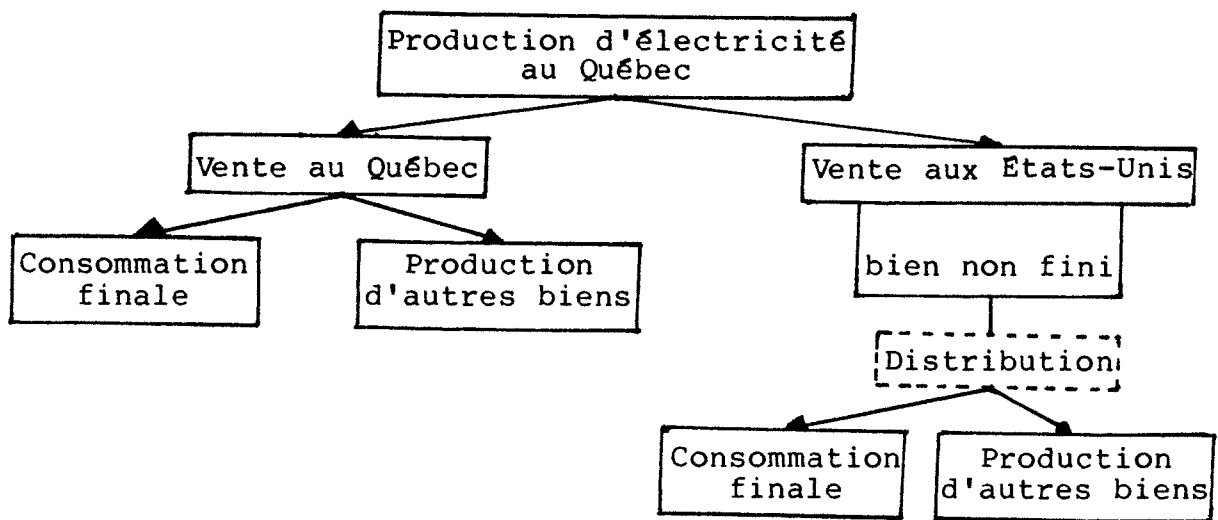 Production d'électricité
au Québec
Vente au Québec
Vente aux États-Unis
Consommation
finale
Production
d'autres biens
bien non fini
Distribution
Consommation
finale
Production
d'autres biens